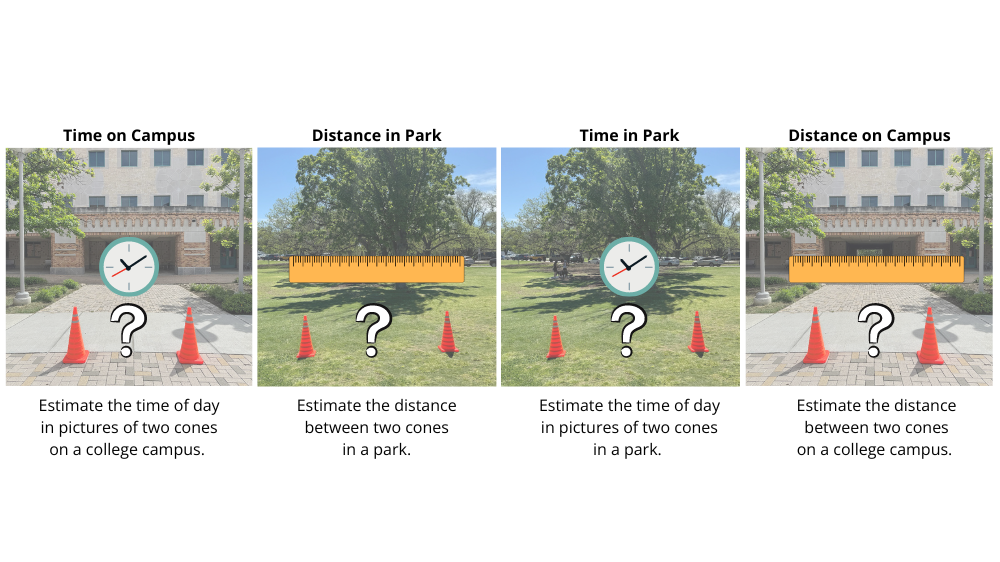 Time on Campus
Distance in Park
Time in Park
Distance on Campus
?
?
?
?
Estimate the time of day
in pictures of two cones
on a college campus.
Estimate the distance
between two cones
in a park.
Estimate the time of day
in pictures of two cones
in a park.
Estimate the distance
between two cones
on a college campus.